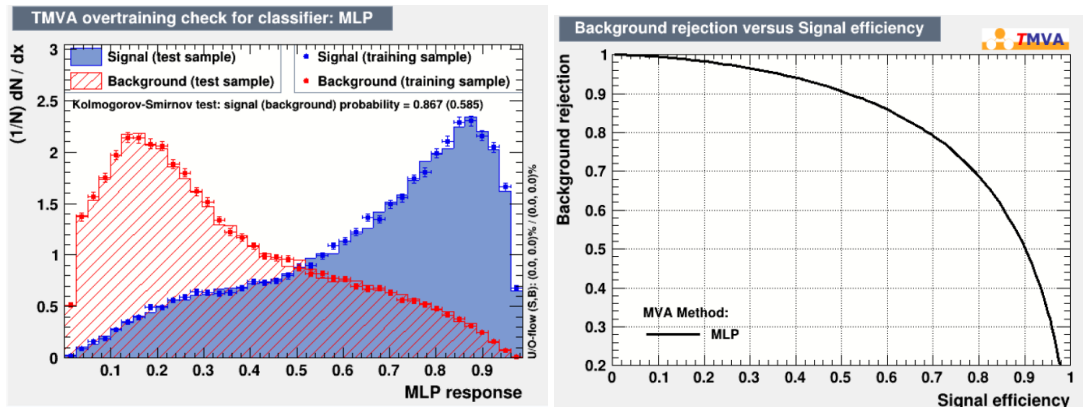 TMVA overtraining check for classifier: MLP
(1/N) dN / dx
3
2.5
2
1.5
1
0.5
0
Signal (test sample)
Background (test sample)
Signal (training sample)
Background (training sample)
Kolmogorov-Smirnov test: signal (background) probability = 0.867 (0.585)
U/O-flow (S,B): (0.0, 0.0)% / (0.0, 0.0)%
0.1 0.2 0.3 0.4 0.5 0.6 0.7 0.8 0.9
MLP response
Background rejection versus Signal efficiency
TMVA
Background rejection
1
0.9
0.8
0.7
0.6
0.5
0.4
0.3
0.2
MVA Method:
MLP
0 0.1 0.2 0.3 0.4 0.5 0.6 0.7 0.8 0.9 1
Signal efficiency